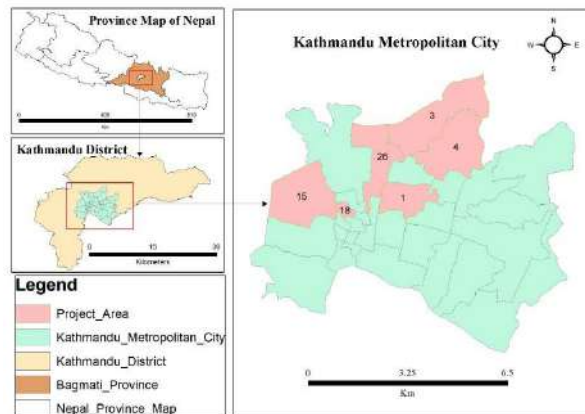 Province Map of Nepal
Kathmandu District
0
15
Kilometers
Legend
Project_Area
Kathmandu_Metropolitan_City
Kathmandu_District
Bagmati_Province
Nepal_Province_Map
Kathmandu Metropolitan City
N
W
E
S
3
4
26
15
18
1
0
3.25
6.5
Km